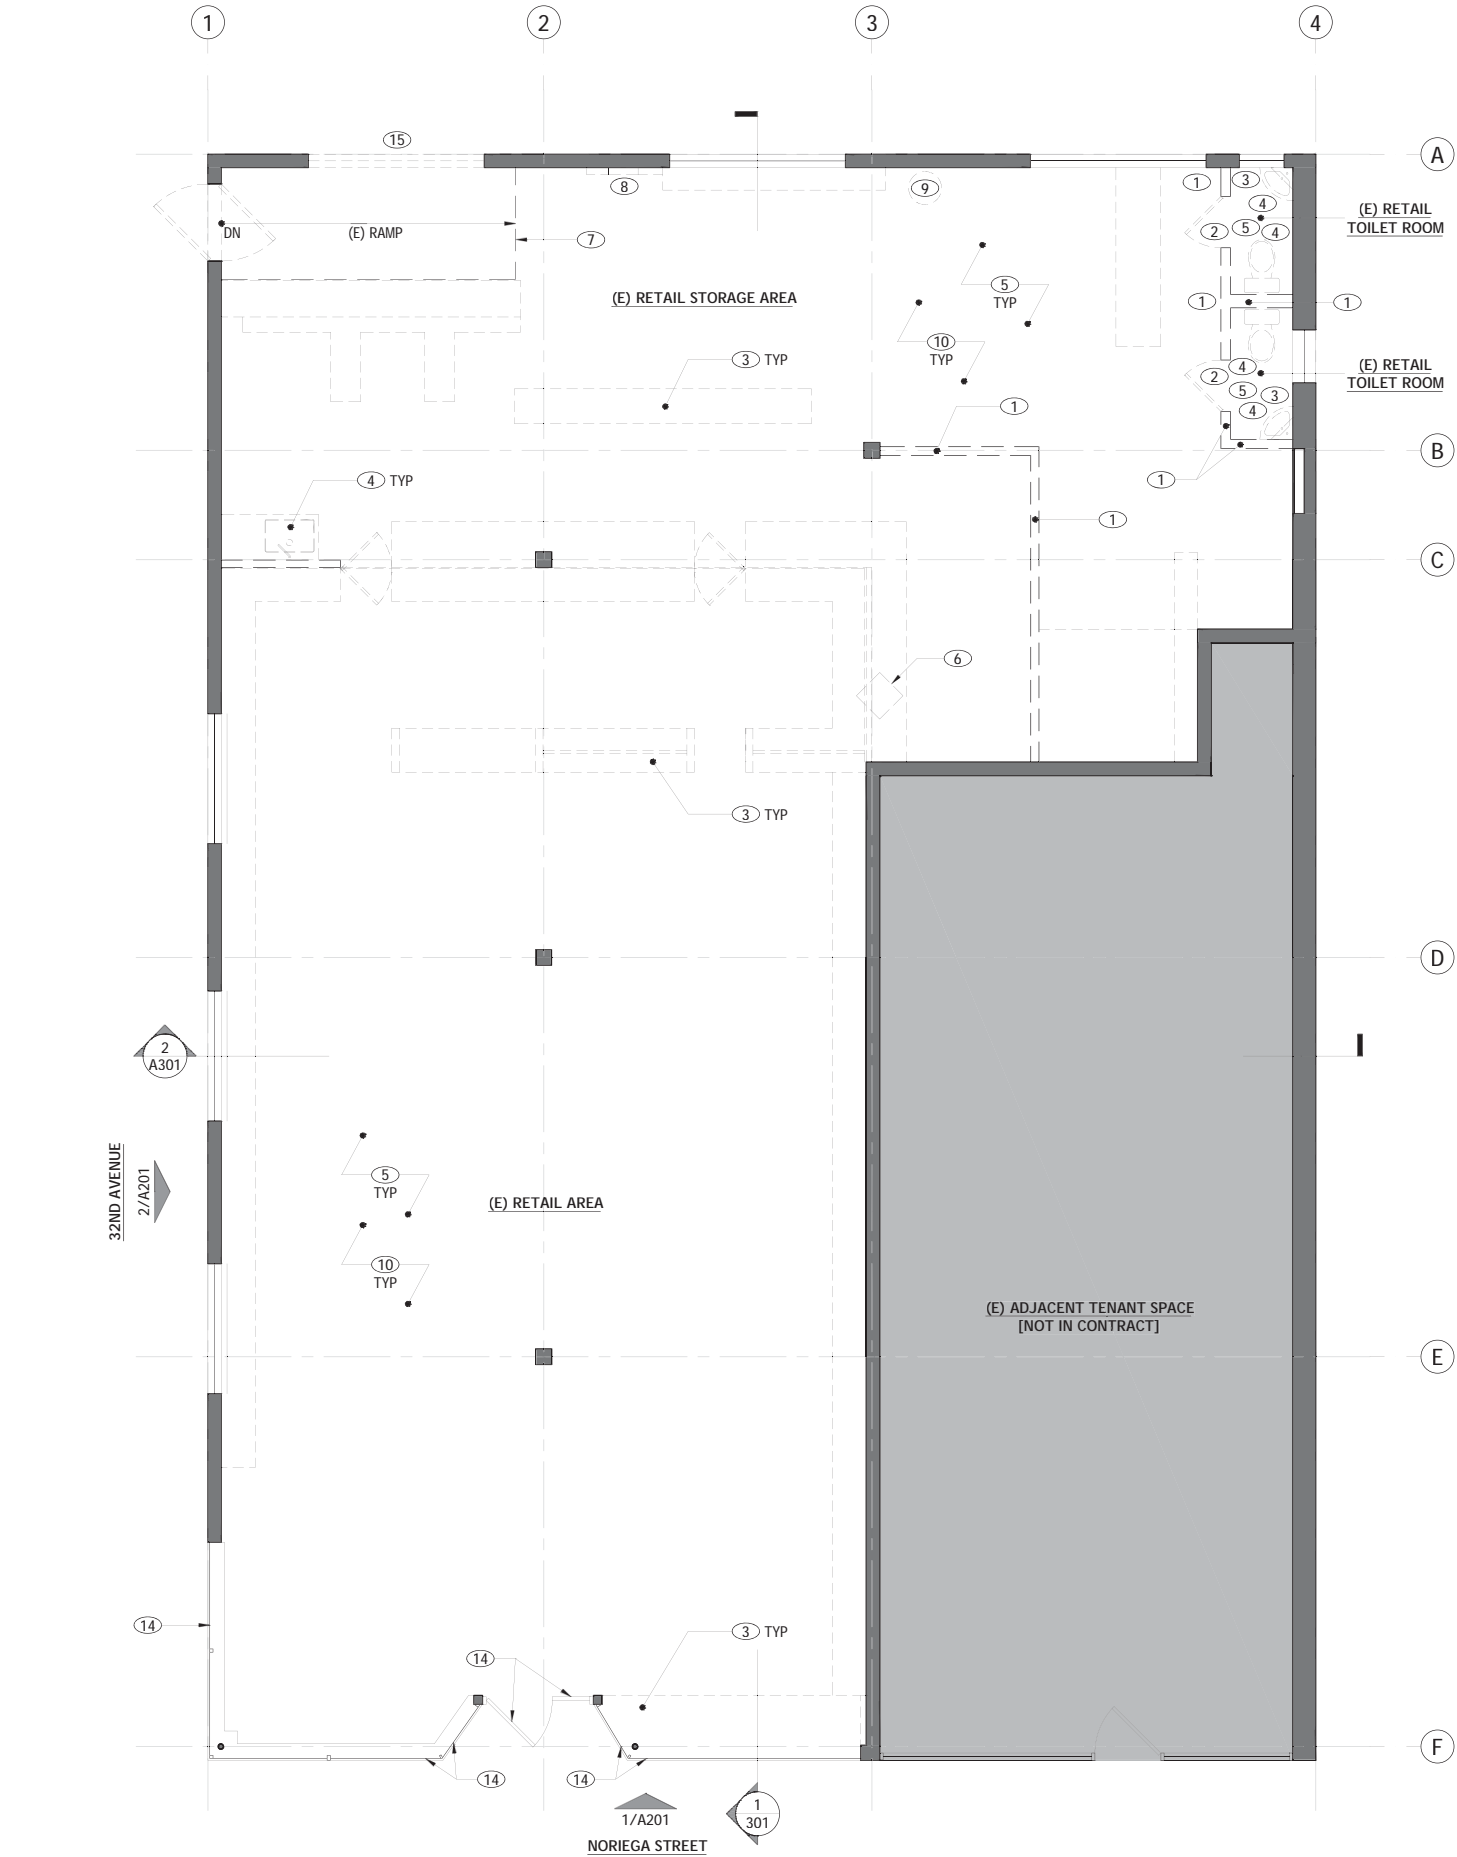 1
2
3
4
15
A
8
9
1
3
4
(E) RETAIL
TOILET ROOM
DN
(E) RAMP
7
2
5
4
5
TYP
(E) RETAIL STORAGE AREA
1
1
10
TYP
3 TYP
2
4
5
3
4
(E) RETAIL
TOILET ROOM
1
B
4 TYP
1
1
C
6
3 TYP
D
2
A301
32ND AVENUE
2/A201
5
TYP
(E) RETAIL AREA
10
TYP
(E) ADJACENT TENANT SPACE
[NOT IN CONTRACT]
E
14
14
3 TYP
F
14
14
1/A201
1
301
NORIEGA STREET